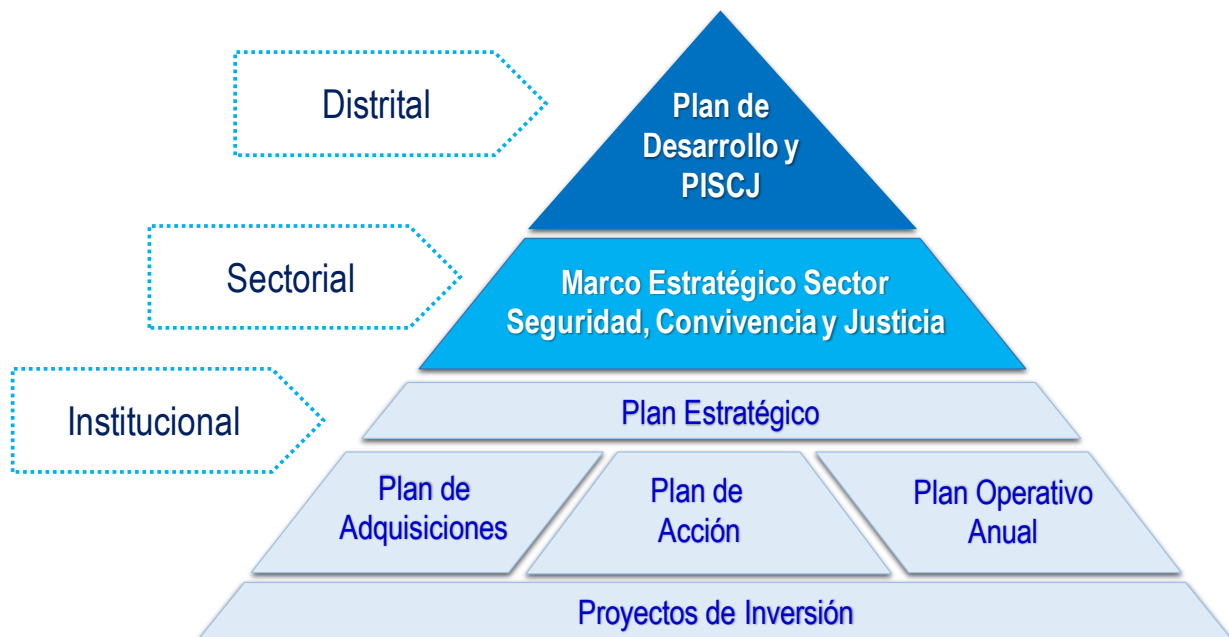 Distrital
Plan de
Desarrollo y
PISCJ
Sectorial
Marco Estratégico Sector
Seguridad, Convivencia y Justicia
Institucional
Plan Estratégico
Plan de
Adquisiciones
Plan de
Acción
Plan Operativo
Anual
Proyectos de Inversión